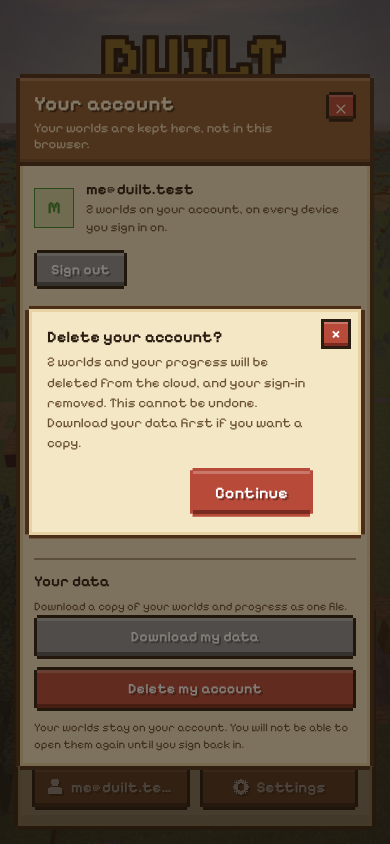 DUILT
Your account
×
Your worlds are kept here, not in this
browser.
M
me@duilt.test
2 worlds on your account, on every device
you sign in on.
Sign out
Delete your account?
×
2 worlds and your progress will be
deleted from the cloud, and your sign-in
removed. This cannot be undone.
Download your data first if you want a
copy.
Continue
Your data
Download a copy of your worlds and progress as one file.
Download my data
Delete my account
Your worlds stay on your account. You will not be able to
open them again until you sign back in.
me@duilt.te…
Settings